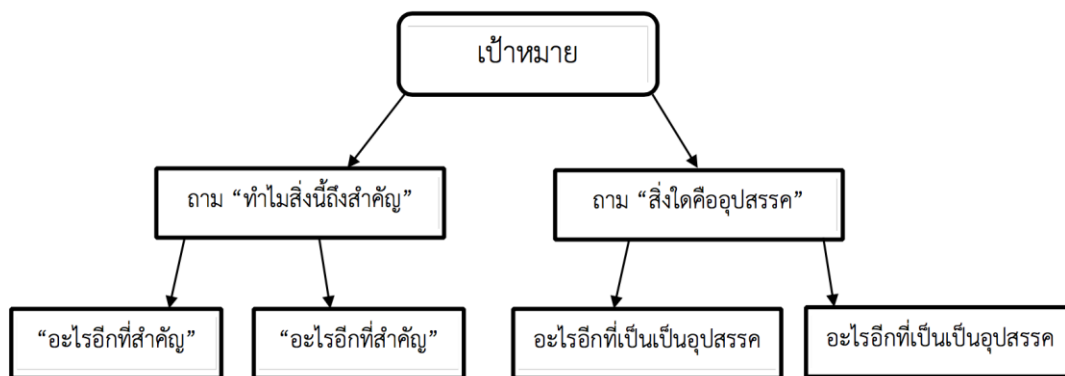 เป้าหมาย
ถาม “ทำไมสิ่งนี้ถึงสำคัญ”
ถาม “สิ่งใดคืออุปสรรค”
“อะไรอีกที่สำคัญ”
“อะไรอีกที่สำคัญ”
อะไรอีกที่เป็นเป็นอุปสรรค
อะไรอีกที่เป็นเป็นอุปสรรค